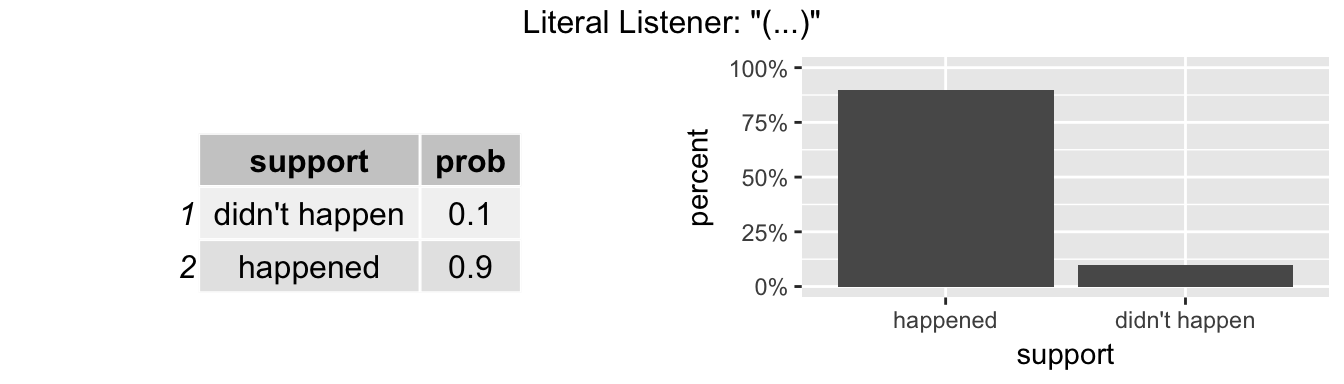 Literal Listener: "(...)"
support prob
1 didn't happen 0.1
2 happened 0.9
percent
100%
75%
50%
25%
0%
happened didn't happen
support